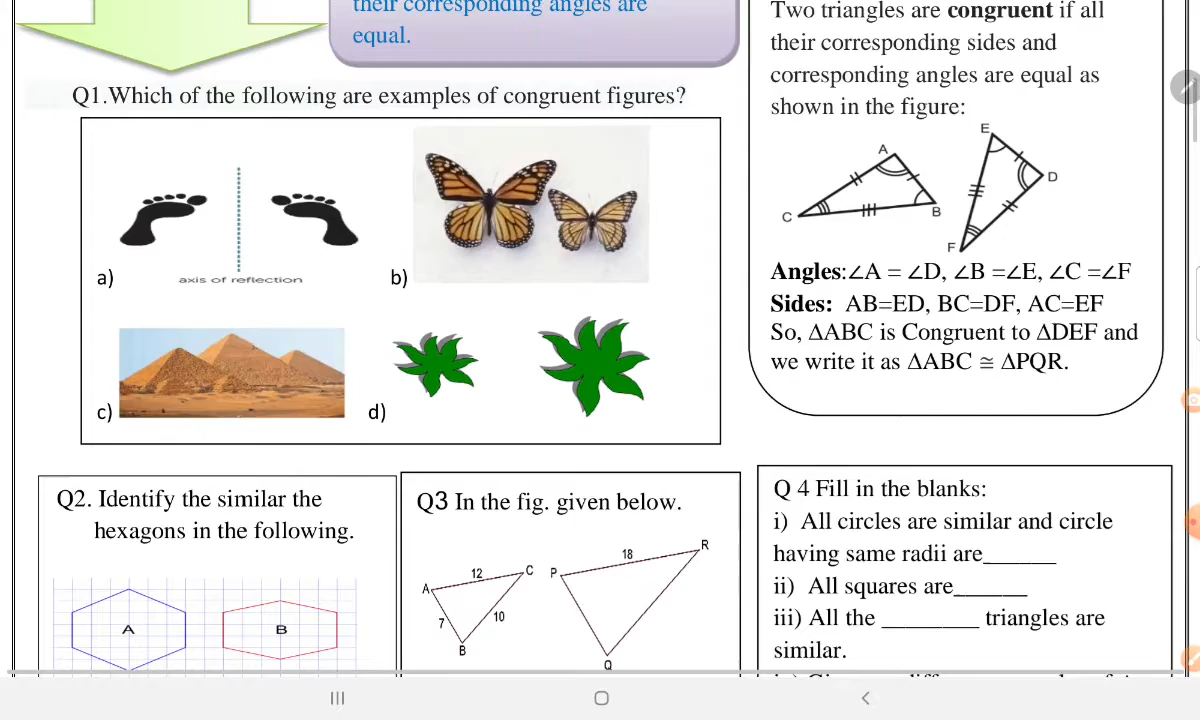 their corresponding angles are
equal.
Q1.Which of the following are examples of congruent figures?
a)
axis of reflection
b)
c)
d)
Two triangles are congruent if all
their corresponding sides and
corresponding angles are equal as
shown in the figure:
A
B
C
E
D
F
Angles:∠A = ∠D, ∠B =∠E, ∠C =∠F
Sides: AB=ED, BC=DF, AC=EF
So, ΔABC is Congruent to ΔDEF and
we write it as ΔABC ≅ ΔPQR.
Q2. Identify the similar the
hexagons in the following.
A
B
Q3 In the fig. given below.
A
12
C
7
10
B
P
18
R
Q
Q 4 Fill in the blanks:
i) All circles are similar and circle
having same radii are_______
ii) All squares are_______
iii) All the _________ triangles are
similar.